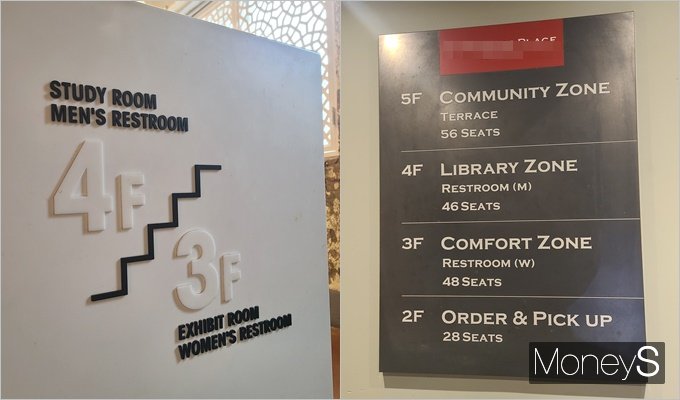 STUDY ROOM
MEN'S RESTROOM
4F
3F
EXHIBIT ROOM
WOMEN'S RESTROOM
PLACE
5F COMMUNITY ZONE
TERRACE
56 SEATS
4F LIBRARY ZONE
RESTROOM (M)
46 SEATS
3F COMFORT ZONE
RESTROOM (W)
48 SEATS
2F ORDER & PICK UP
28 SEATS
MoneyS